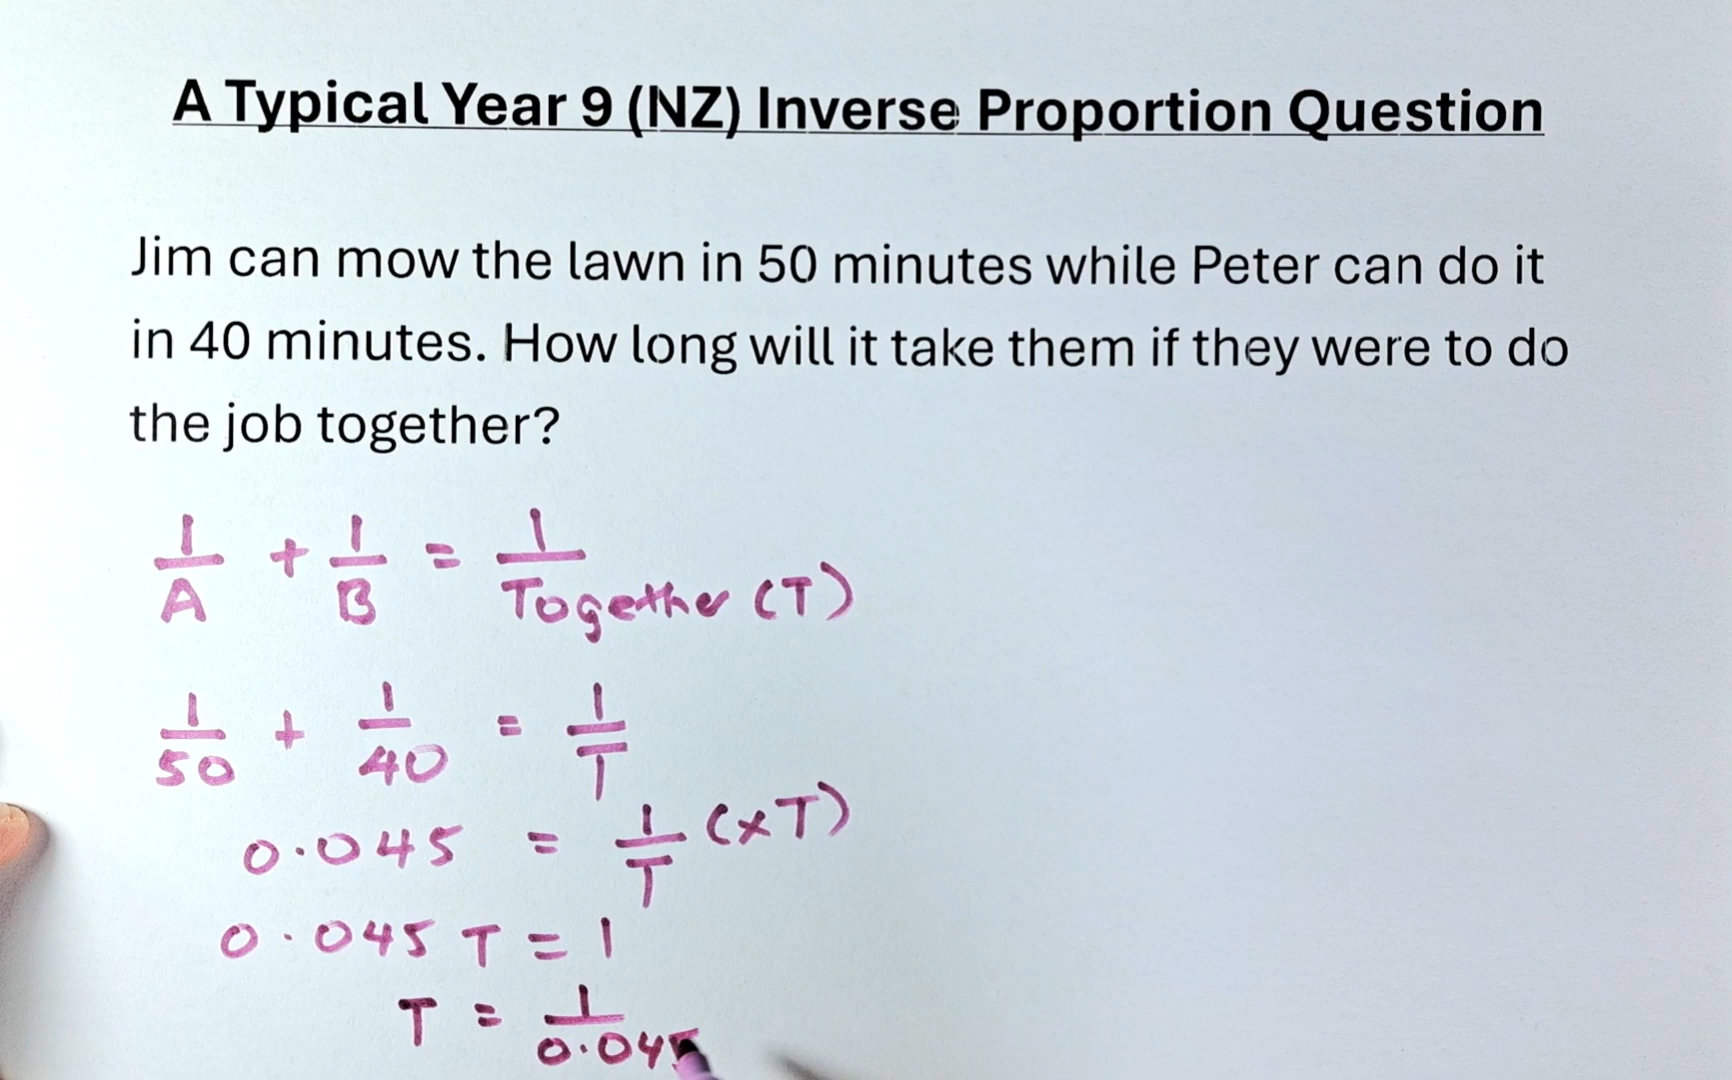 A Typical Year 9 (NZ) Inverse Proportion Question
Jim can mow the lawn in 50 minutes while Peter can do it
in 40 minutes. How long will it take them if they were to do
the job together?
1/A + 1/B = 1/Together (T)
1/50 + 1/40 = 1/T
0.045 = 1/T (×T)
0.045 T = 1
T = 1/0.045